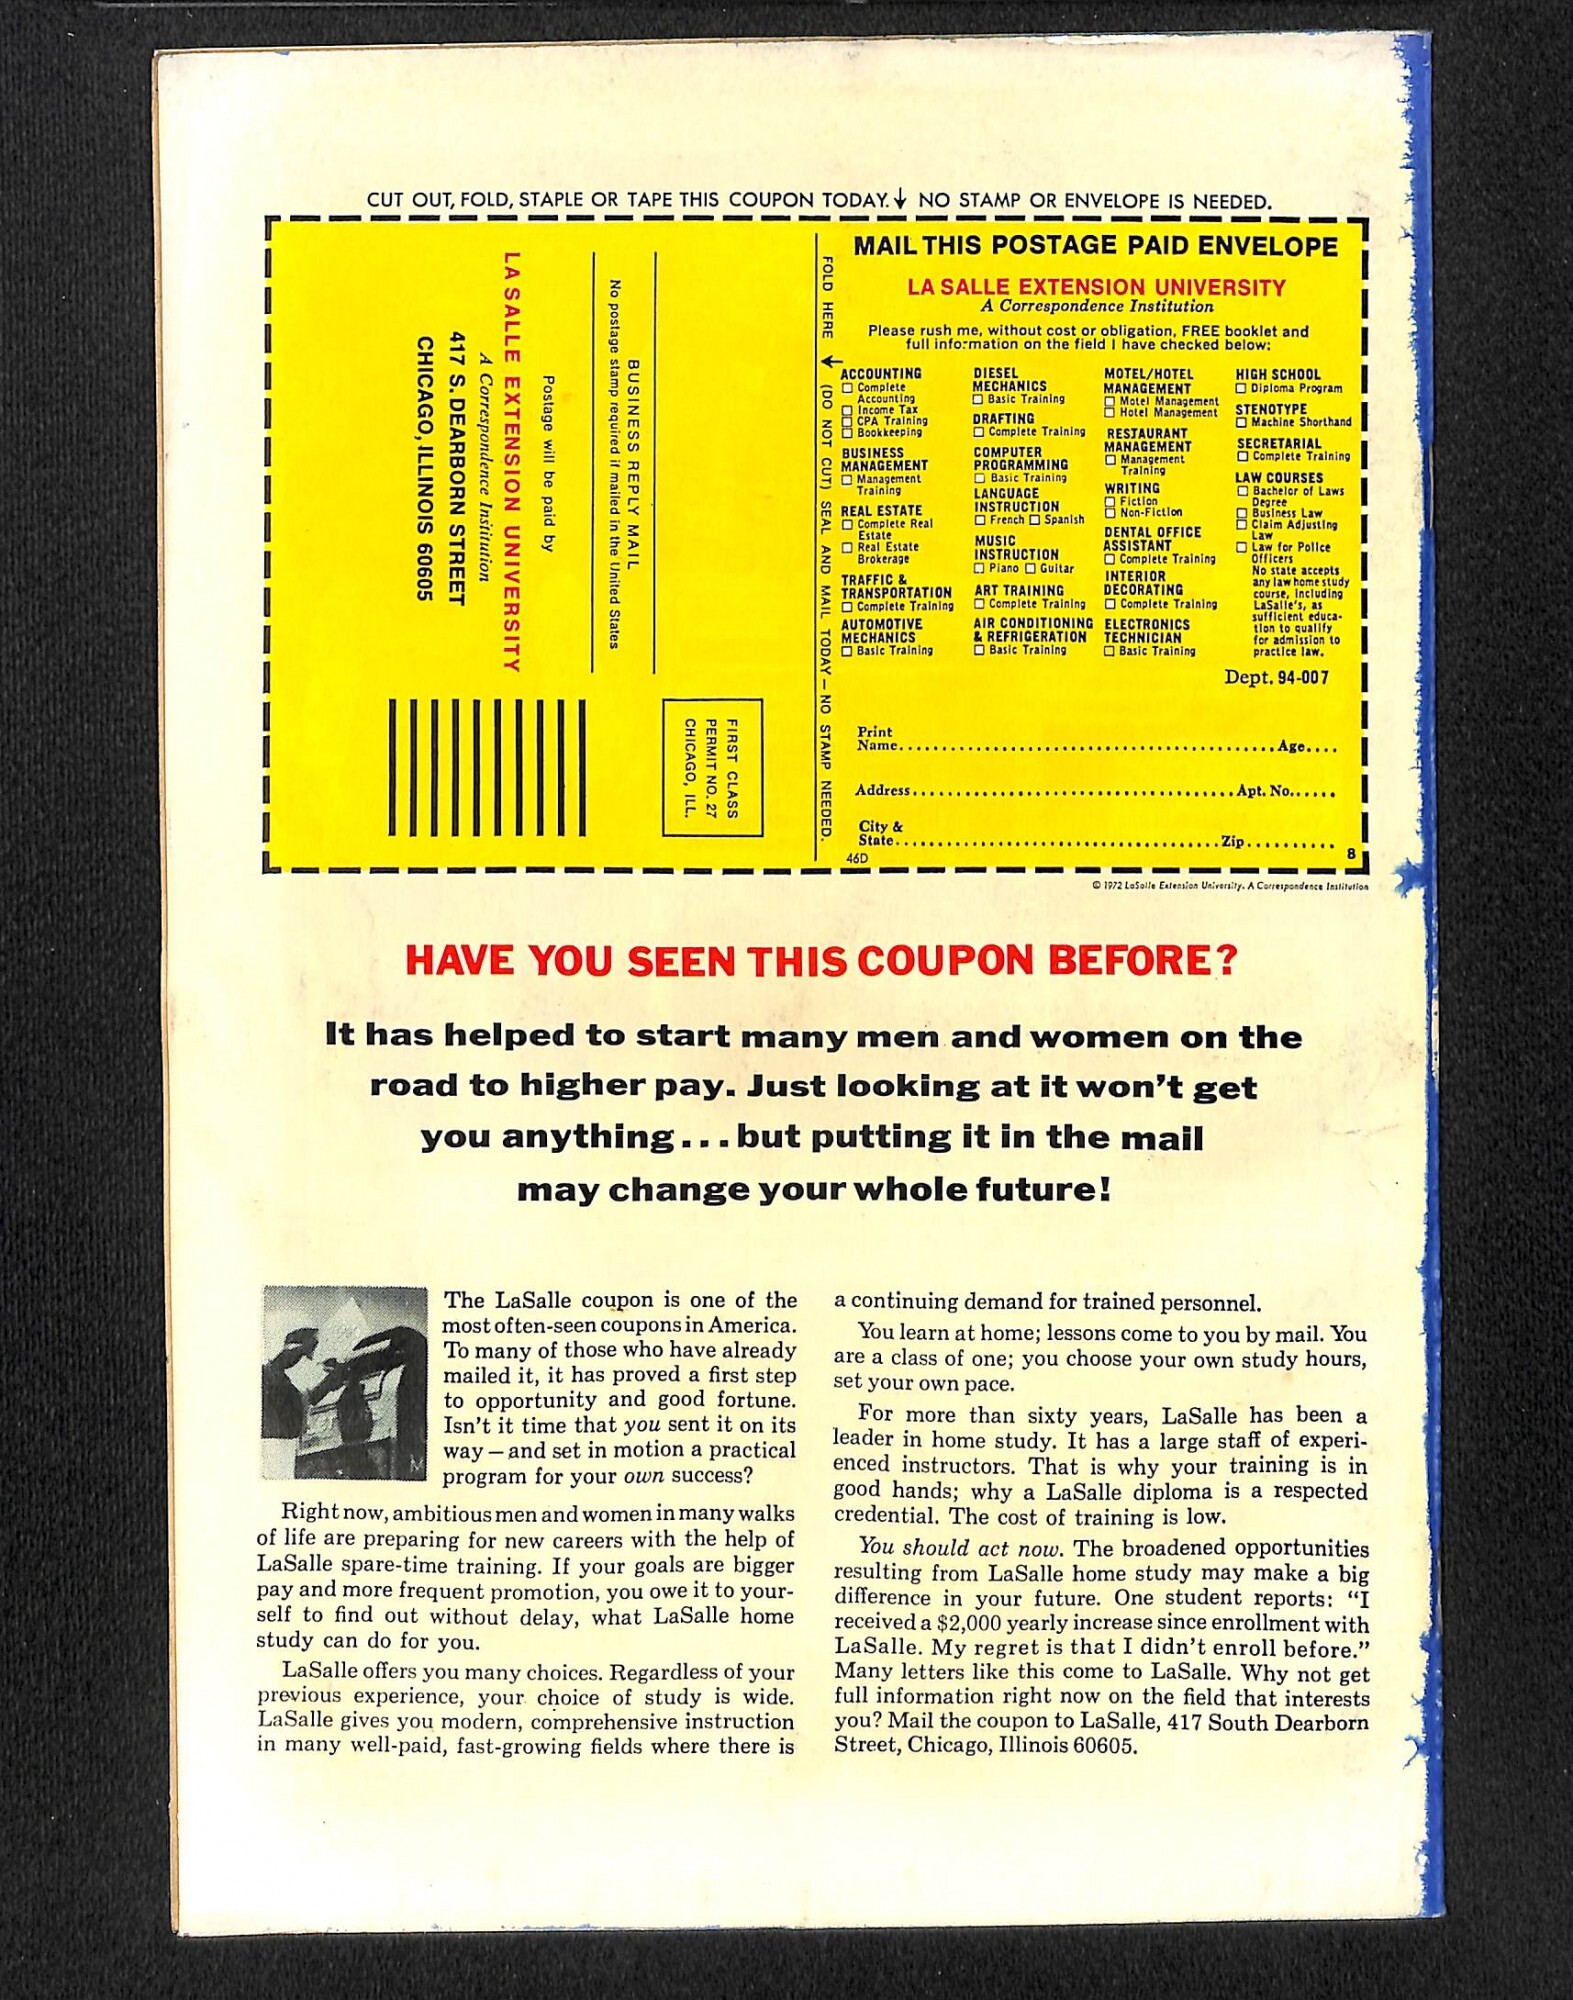 CUT OUT, FOLD, STAPLE OR TAPE THIS COUPON TODAY. ↓ NO STAMP OR ENVELOPE IS NEEDED.
FIRST CLASS
PERMIT NO. 27
CHICAGO, ILL.
BUSINESS REPLY MAIL
No postage stamp required if mailed in the United States
Postage will be paid by
LA SALLE EXTENSION UNIVERSITY
A Correspondence Institution
417 S. DEARBORN STREET
CHICAGO, ILLINOIS 60605
FOLD HERE → (DO NOT CUT) SEAL AND MAIL TODAY — NO STAMP NEEDED.
MAIL THIS POSTAGE PAID ENVELOPE
LA SALLE EXTENSION UNIVERSITY
A Correspondence Institution
Please rush me, without cost or obligation, FREE booklet and
full information on the field I have checked below:
ACCOUNTING
☐ Complete
Accounting
☐ Income Tax
☐ CPA Training
☐ Bookkeeping
BUSINESS
MANAGEMENT
☐ Management
Training
REAL ESTATE
☐ Complete Real
Estate
☐ Real Estate
Brokerage
TRAFFIC &
TRANSPORTATION
☐ Complete Training
AUTOMOTIVE
MECHANICS
☐ Basic Training
DIESEL
MECHANICS
☐ Basic Training
DRAFTING
☐ Complete Training
COMPUTER
PROGRAMMING
☐ Basic Training
LANGUAGE
INSTRUCTION
☐ French ☐ Spanish
MUSIC
INSTRUCTION
☐ Piano ☐ Guitar
ART TRAINING
☐ Complete Training
AIR CONDITIONING
& REFRIGERATION
☐ Basic Training
MOTEL/HOTEL
MANAGEMENT
☐ Motel Management
☐ Hotel Management
RESTAURANT
MANAGEMENT
☐ Management
Training
WRITING
☐ Fiction
☐ Non-Fiction
DENTAL OFFICE
ASSISTANT
☐ Complete Training
INTERIOR
DECORATING
☐ Complete Training
ELECTRONICS
TECHNICIAN
☐ Basic Training
HIGH SCHOOL
☐ Diploma Program
STENOTYPE
☐ Machine Shorthand
SECRETARIAL
☐ Complete Training
LAW COURSES
☐ Bachelor of Laws
Degree
☐ Business Law
☐ Claim Adjusting
Law
☐ Law for Police
Officers
No state accepts
any law home study
course, including
LaSalle's, as
sufficient educa-
tion to qualify
for admission to
practice law.
Dept. 94-007
Print
Name.............................................Age....
Address......................................Apt. No......
City &
State.......................................Zip...........
46D 8
© 1972 LaSalle Extension University. A Correspondence Institution
HAVE YOU SEEN THIS COUPON BEFORE?
It has helped to start many men and women on the
road to higher pay. Just looking at it won't get
you anything...but putting it in the mail
may change your whole future!
The LaSalle coupon is one of the
most often-seen coupons in America.
To many of those who have already
mailed it, it has proved a first step
to opportunity and good fortune.
Isn't it time that you sent it on its
way — and set in motion a practical
program for your own success?
Right now, ambitious men and women in many walks
of life are preparing for new careers with the help of
LaSalle spare-time training. If your goals are bigger
pay and more frequent promotion, you owe it to your-
self to find out without delay, what LaSalle home
study can do for you.
LaSalle offers you many choices. Regardless of your
previous experience, your choice of study is wide.
LaSalle gives you modern, comprehensive instruction
in many well-paid, fast-growing fields where there is
a continuing demand for trained personnel.
You learn at home; lessons come to you by mail. You
are a class of one; you choose your own study hours,
set your own pace.
For more than sixty years, LaSalle has been a
leader in home study. It has a large staff of experi-
enced instructors. That is why your training is in
good hands; why a LaSalle diploma is a respected
credential. The cost of training is low.
You should act now. The broadened opportunities
resulting from LaSalle home study may make a big
difference in your future. One student reports: "I
received a $2,000 yearly increase since enrollment with
LaSalle. My regret is that I didn't enroll before."
Many letters like this come to LaSalle. Why not get
full information right now on the field that interests
you? Mail the coupon to LaSalle, 417 South Dearborn
Street, Chicago, Illinois 60605.
M